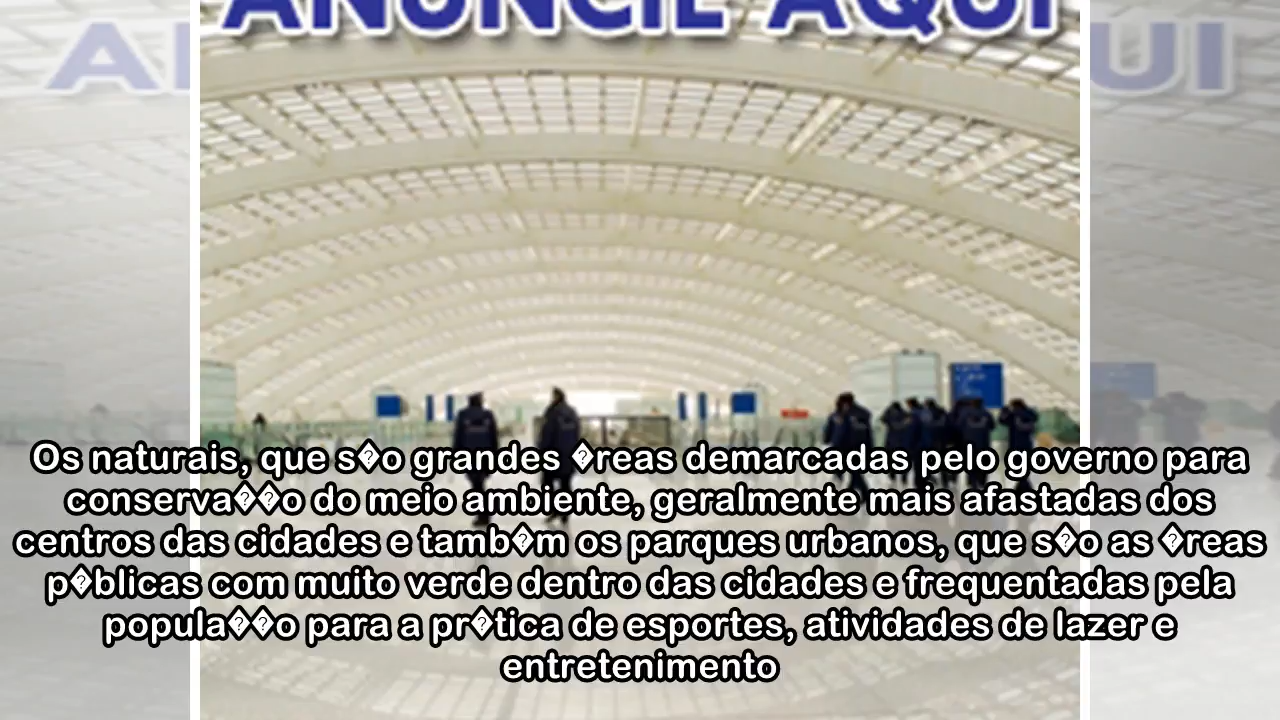 ANUNCIE AQUI
Os naturais, que s�o grandes �reas demarcadas pelo governo para
conserva��o do meio ambiente, geralmente mais afastadas dos
centros das cidades e tamb�m os parques urbanos, que s�o as �reas
p�blicas com muito verde dentro das cidades e frequentadas pela
popula��o para a pr�tica de esportes, atividades de lazer e
entretenimento